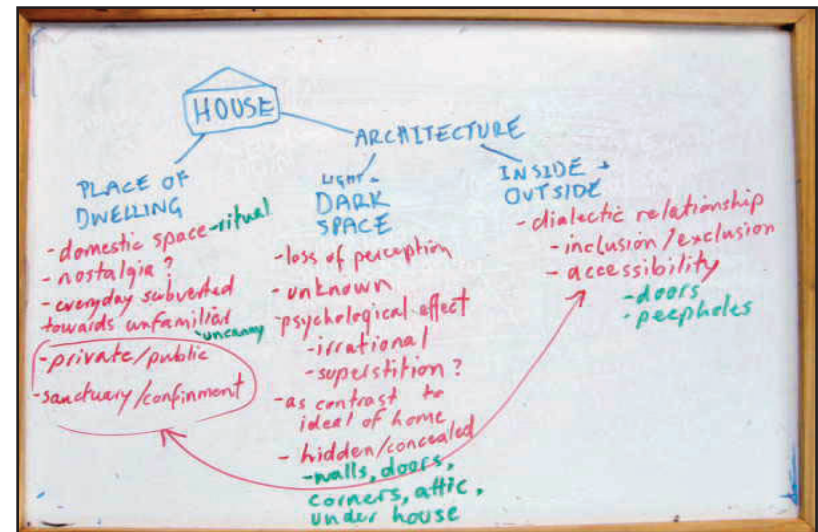 HOUSE
ARCHITECTURE
PLACE OF
DWELLING
- domestic space - ritual
- nostalgia ?
- everyday subverted
towards unfamiliar
- uncanny
- private/public
- sanctuary/confinment
LIGHT -
DARK
SPACE
- loss of perception
- unknown
- psychological effect
- irrational
- superstition ?
- as contrast to
ideal of home
- hidden/concealed
- walls, doors,
corners, attic,
under house
INSIDE +
OUTSIDE
- dialectic relationship
- inclusion/exclusion
- accessibility
- doors
- peepholes